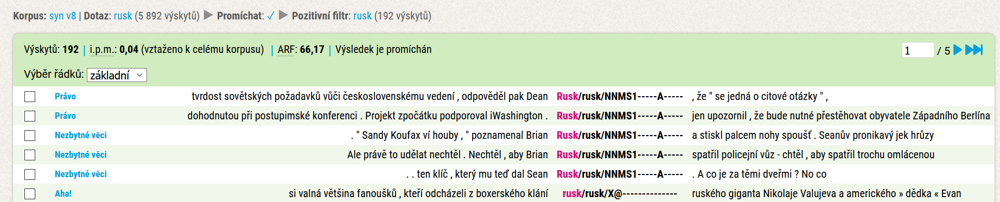 Korpus: syn v8 | Dotaz: rusk (5 892 výskytů) ▶ Promíchat: ✓ ▶ Pozitivní filtr: rusk (192 výskytů)
Výskytů: 192 | i.p.m.: 0,04 (vztaženo k celému korpusu) | ARF: 66,17 | Výsledek je promíchán 1 / 5
Výběr řádků: základní
Právo tvrdost sovětských požadavků vůči československému vedení , odpověděl pak Dean Rusk/rusk/NNMS1-----A----- , že " se jedná o citové otázky " ,
Právo dohodnutou při postupimské konferenci . Projekt zpočátku podporoval iWashington . Rusk/rusk/NNMS1-----A----- jen upozornil , že bude nutné přestěhovat obyvatele Západního Berlína
Nezbytné věci . " Sandy Koufax ví houby , " poznamenal Brian Rusk/rusk/NNMS1-----A----- a stiskl palcem nohy spoušť . Seanův pronikavý jek hrůzy
Nezbytné věci Ale právě to udělat nechtěl . Nechtěl , aby Brian Rusk/rusk/NNMS1-----A----- spatřil policejní vůz - chtěl , aby spatřil trochu omlácenou
Nezbytné věci . . ten klíč , který mu teď dal Sean Rusk/rusk/NNMS1-----A----- . A co je za těmi dveřmi ? No co
Aha! si valná většina fanoušků , kteří odcházeli z boxerského klání rusk/rusk/X@-------------- ruského giganta Nikolaje Valujeva a amerického » dědka « Evan